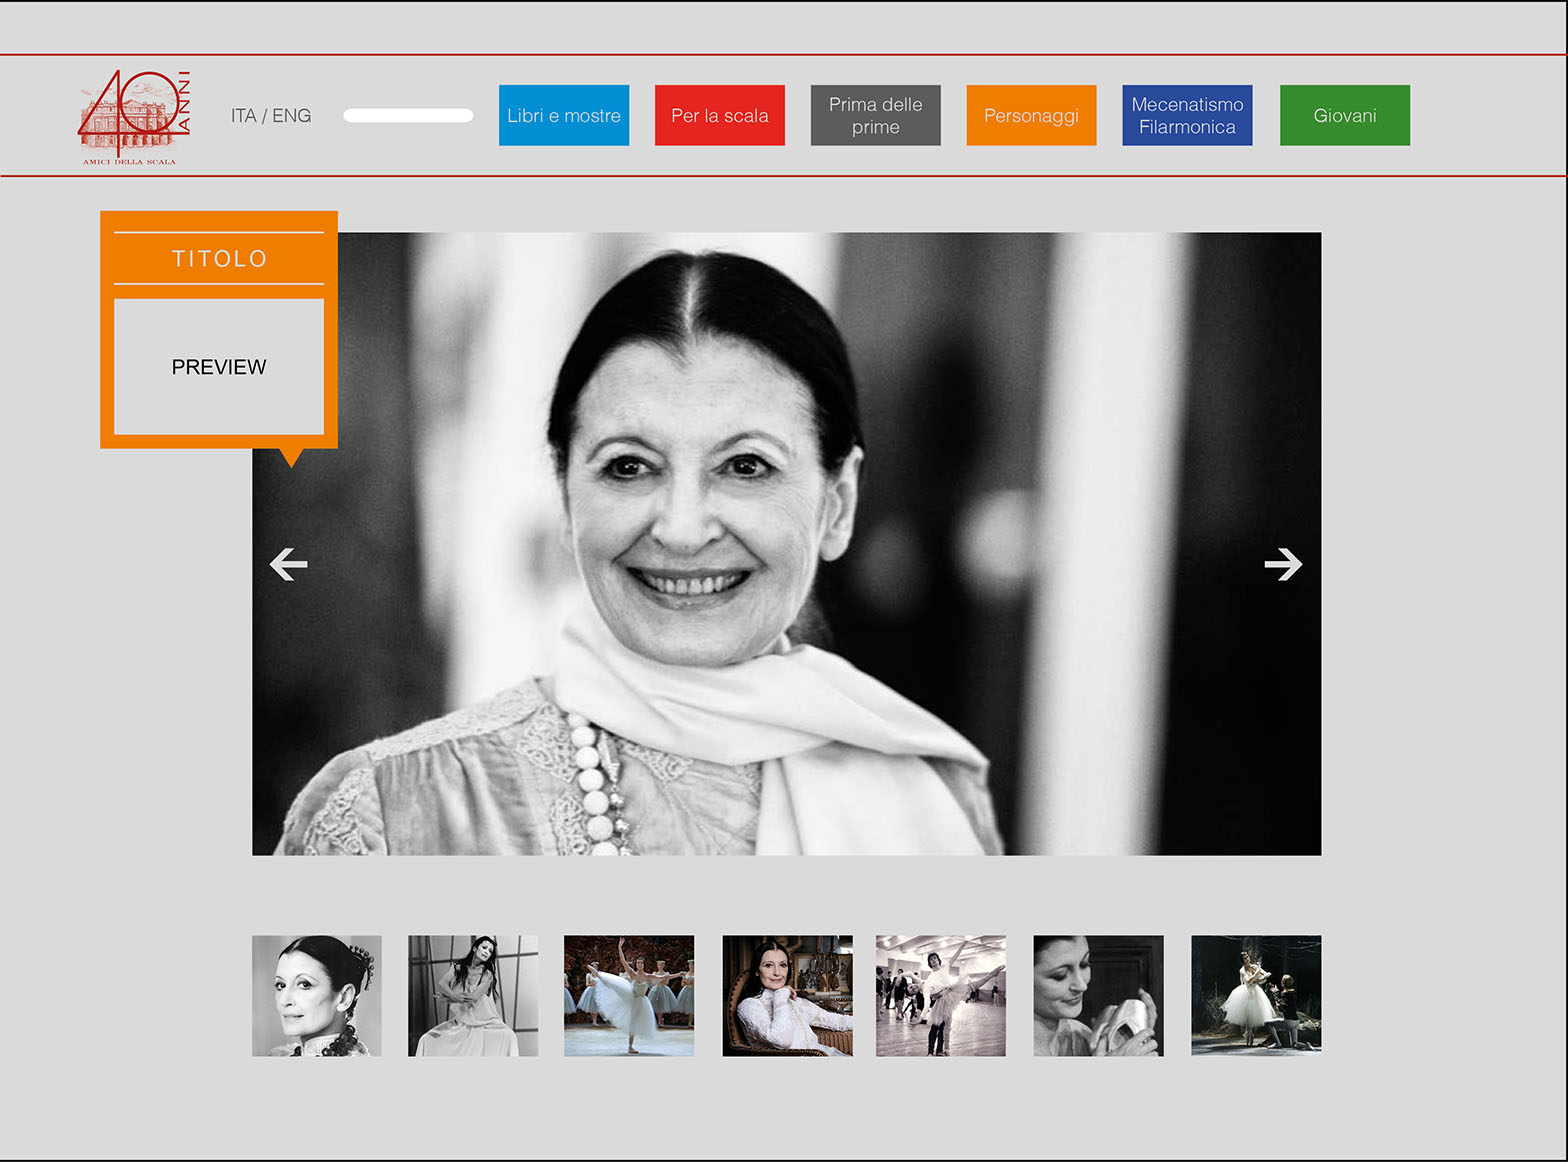 40 ANNI
AMICI DELLA SCALA
ITA / ENG
Libri e mostre
Per la scala
Prima delle
prime
Personaggi
Mecenatismo
Filarmonica
Giovani
TITOLO
PREVIEW